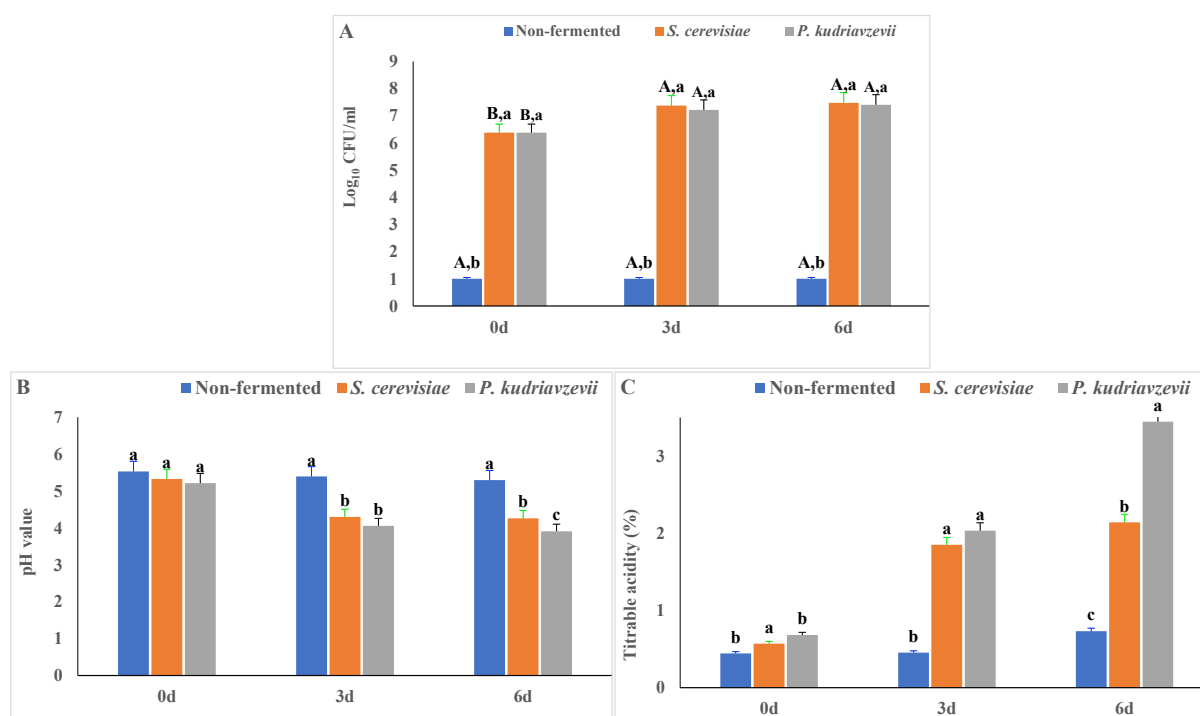 A
Non-fermented S. cerevisiae P. kudriavzevii
Log10 CFU/ml
9
8
7
6
5
4
3
2
1
0
A,b B,a B,a
A,b A,a A,a
A,b A,a A,a
0d 3d 6d
B
Non-fermented S. cerevisiae P. kudriavzevii
pH value
7
6
5
4
3
2
1
0
a a a
a b b
a b c
0d 3d 6d
C
Non-fermented S. cerevisiae P. kudriavzevii
Titrable acidity (%)
3
2
1
0
b a b
b a a
c b a
0d 3d 6d